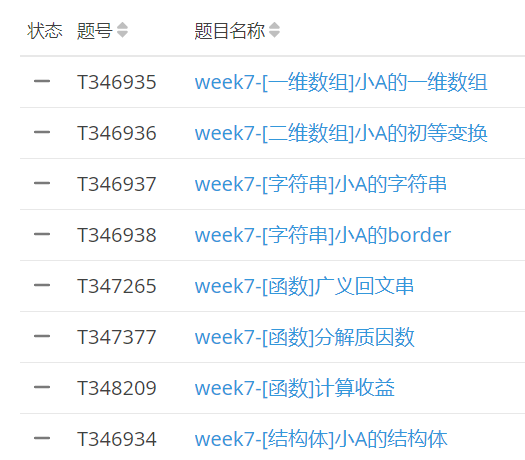 状态 题号 题目名称
T346935 week7-[一维数组]小A的一维数组
T346936 week7-[二维数组]小A的初等变换
T346937 week7-[字符串]小A的字符串
T346938 week7-[字符串]小A的border
T347265 week7-[函数]广义回文串
T347377 week7-[函数]分解质因数
T348209 week7-[函数]计算收益
T346934 week7-[结构体]小A的结构体